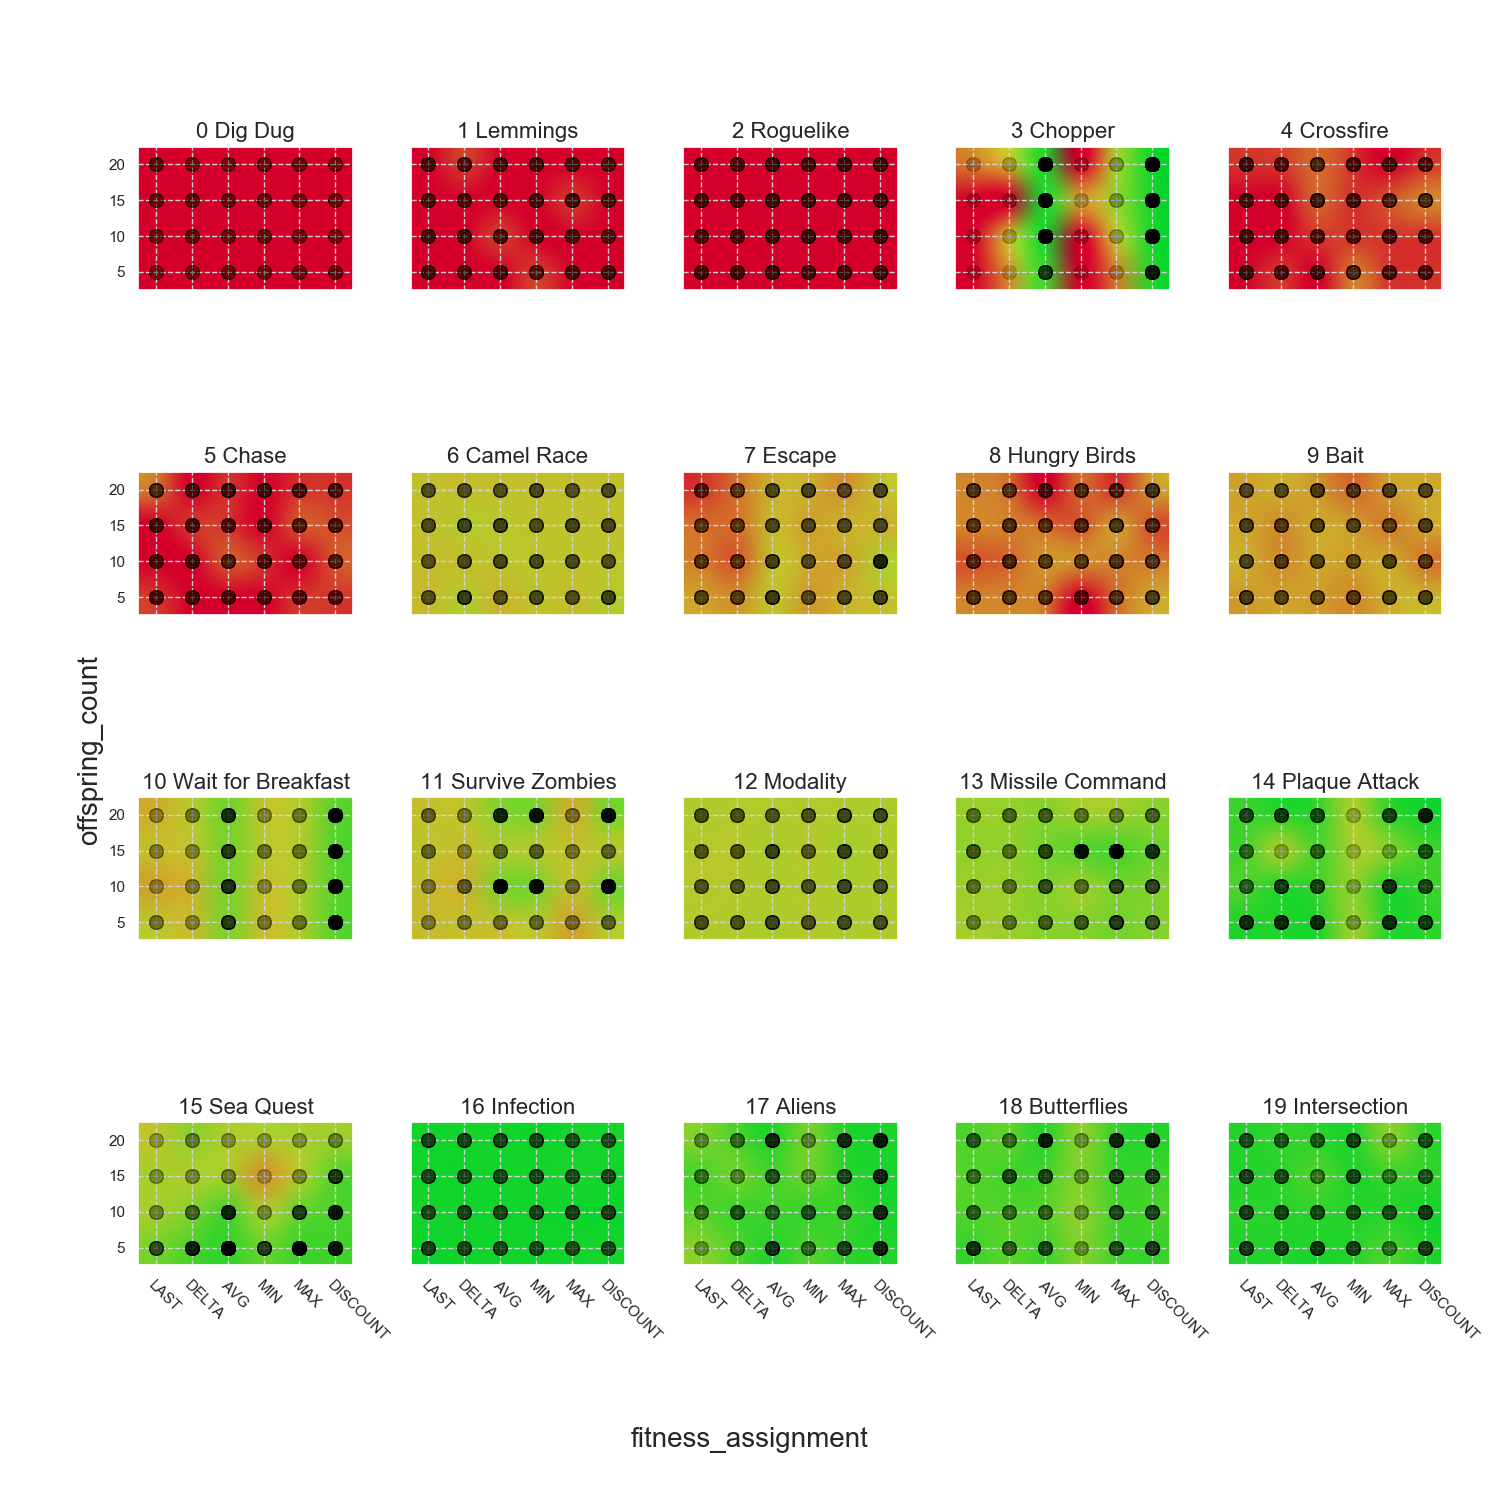 0 Dig Dug
1 Lemmings
2 Roguelike
3 Chopper
4 Crossfire
20
15
10
5
5 Chase
6 Camel Race
7 Escape
8 Hungry Birds
9 Bait
20
15
10
5
offspring_count
10 Wait for Breakfast
11 Survive Zombies
12 Modality
13 Missile Command
14 Plaque Attack
20
15
10
5
15 Sea Quest
16 Infection
17 Aliens
18 Butterflies
19 Intersection
20
15
10
5
LAST
DELTA
AVG
MIN
MAX
DISCOUNT
LAST
DELTA
AVG
MIN
MAX
DISCOUNT
LAST
DELTA
AVG
MIN
MAX
DISCOUNT
LAST
DELTA
AVG
MIN
MAX
DISCOUNT
LAST
DELTA
AVG
MIN
MAX
DISCOUNT
fitness_assignment